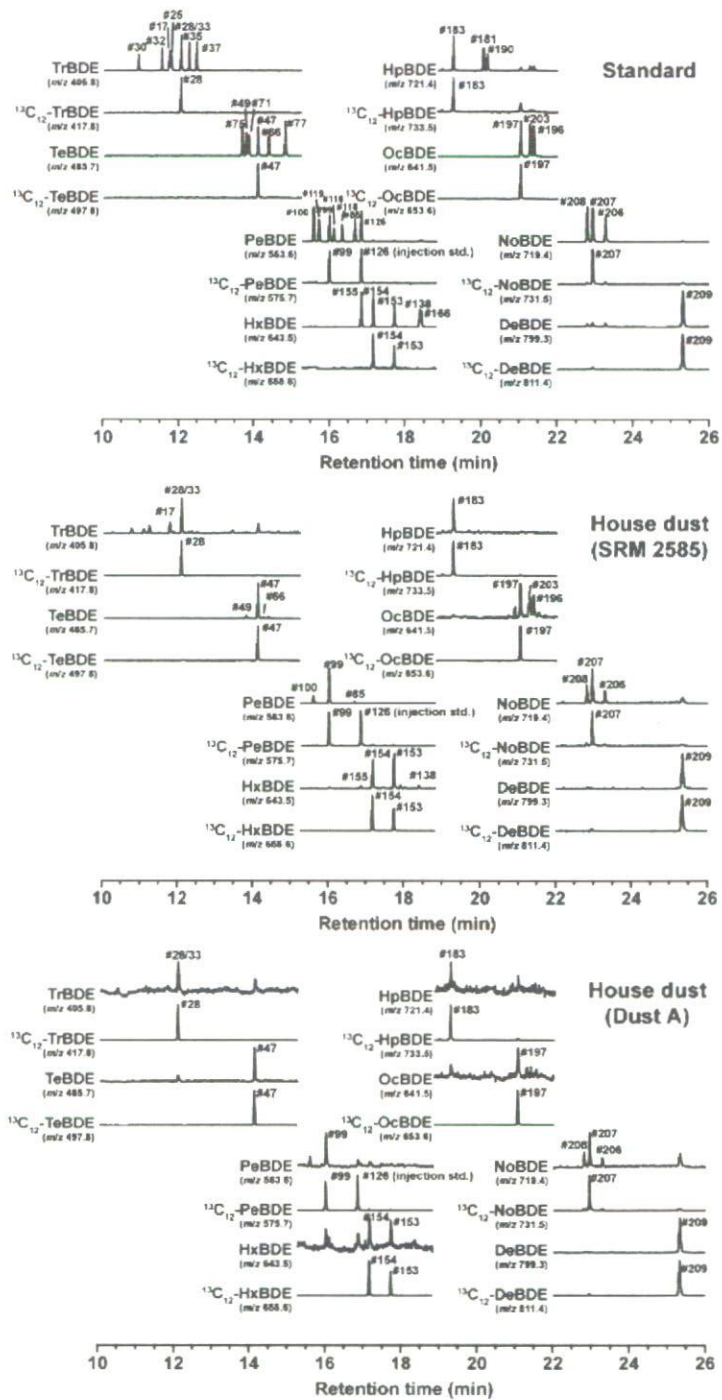 #25
#17 #28/33
#32 #35
#30 #37
TrBDE
(m/z 405.8)
#28
¹³C₁₂-TrBDE
(m/z 417.8)
#49 #71
#47
#75 #66 #77
TeBDE
(m/z 485.7)
#47
¹³C₁₂-TeBDE
(m/z 497.8)
#119 #116
#118
#100 #99 #85 #126
PeBDE
(m/z 563.6)
#99 #126 (injection std.)
¹³C₁₂-PeBDE
(m/z 575.7)
#155 #154
#153 #138
#166
HxBDE
(m/z 643.5)
#154
#153
¹³C₁₂-HxBDE
#183
#181
#190
HpBDE
(m/z 721.4)
Standard
#183
¹³C₁₂-HpBDE
(m/z 733.5)
#203
#197 #196
OcBDE
(m/z 641.5)
#197
¹³C₁₂-OcBDE
(m/z 653.6)
#208 #207
#206
NoBDE
(m/z 719.4)
#207
¹³C₁₂-NoBDE
(m/z 731.5)
#209
DeBDE
(m/z 799.3)
#209
¹³C₁₂-DeBDE
(m/z 811.4)
10 12 14 16 18 20 22 24 26
Retention time (min)
#28/33
#17
TrBDE
(m/z 405.8)
#28
¹³C₁₂-TrBDE
(m/z 417.8)
#47
#49 #66
TeBDE
(m/z 485.7)
#47
¹³C₁₂-TeBDE
(m/z 497.8)
#99
#100 #85
PeBDE
(m/z 563.6)
#99 #126 (injection std.)
¹³C₁₂-PeBDE
(m/z 575.7)
#154 #153
#155 #138
HxBDE
(m/z 643.5)
#154
#153
¹³C₁₂-HxBDE
#183
HpBDE
(m/z 721.4)
House dust
(SRM 2585)
#183
¹³C₁₂-HpBDE
(m/z 733.5)
#197 #203
#196
OcBDE
(m/z 641.5)
#197
¹³C₁₂-OcBDE
(m/z 653.6)
#207
#208 #206
NoBDE
(m/z 719.4)
#207
¹³C₁₂-NoBDE
(m/z 731.5)
#209
DeBDE
(m/z 799.3)
#209
¹³C₁₂-DeBDE
(m/z 811.4)
10 12 14 16 18 20 22 24 26
Retention time (min)
#28/33
TrBDE
(m/z 405.8)
#28
¹³C₁₂-TrBDE
(m/z 417.8)
#47
TeBDE
(m/z 485.7)
#47
¹³C₁₂-TeBDE
(m/z 497.8)
#99
PeBDE
(m/z 563.6)
#99 #126 (injection std.)
¹³C₁₂-PeBDE
(m/z 575.7)
#154 #153
HxBDE
(m/z 643.5)
#154
#153
¹³C₁₂-HxBDE
#183
HpBDE
(m/z 721.4)
House dust
(Dust A)
#183
¹³C₁₂-HpBDE
(m/z 733.5)
#197
OcBDE
(m/z 641.5)
#197
¹³C₁₂-OcBDE
(m/z 653.6)
#207
#208 #206
NoBDE
(m/z 719.4)
#207
¹³C₁₂-NoBDE
(m/z 731.5)
#209
DeBDE
(m/z 799.3)
#209
¹³C₁₂-DeBDE
(m/z 811.4)
10 12 14 16 18 20 22 24 26
Retention time (min)